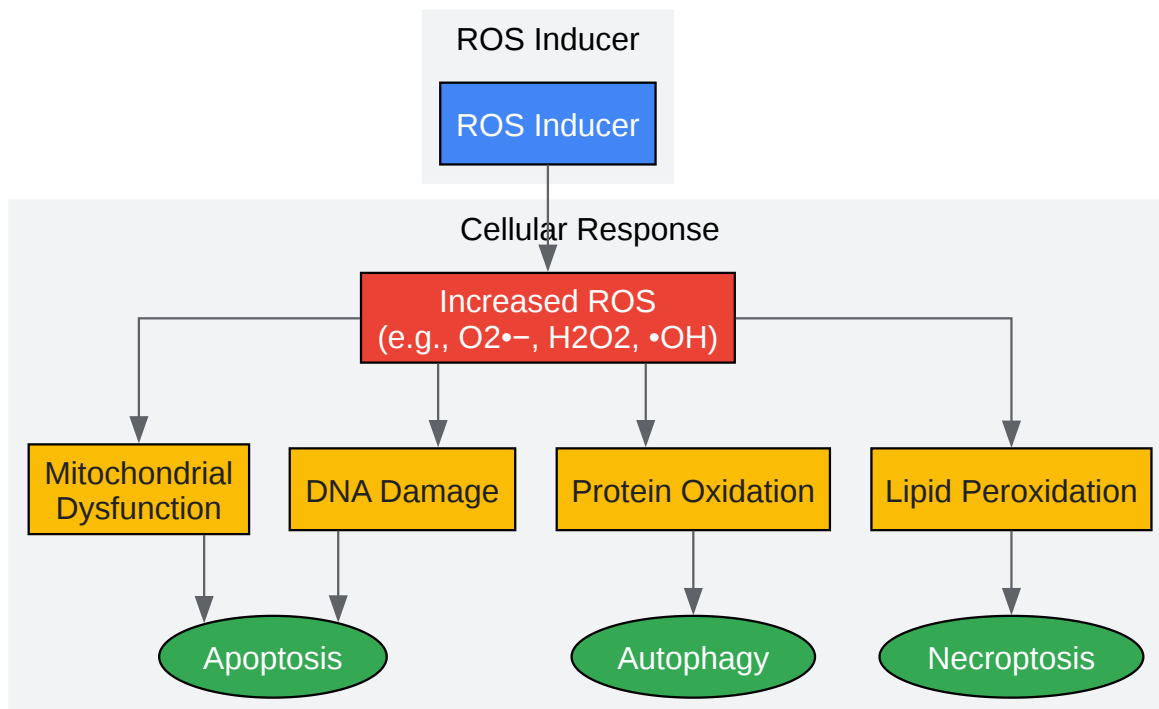 ROS Inducer
ROS Inducer
Cellular Response
Increased ROS
(e.g., O2•−, H2O2, •OH)
Mitochondrial
Dysfunction
DNA Damage
Protein Oxidation
Lipid Peroxidation
Apoptosis
Autophagy
Necroptosis